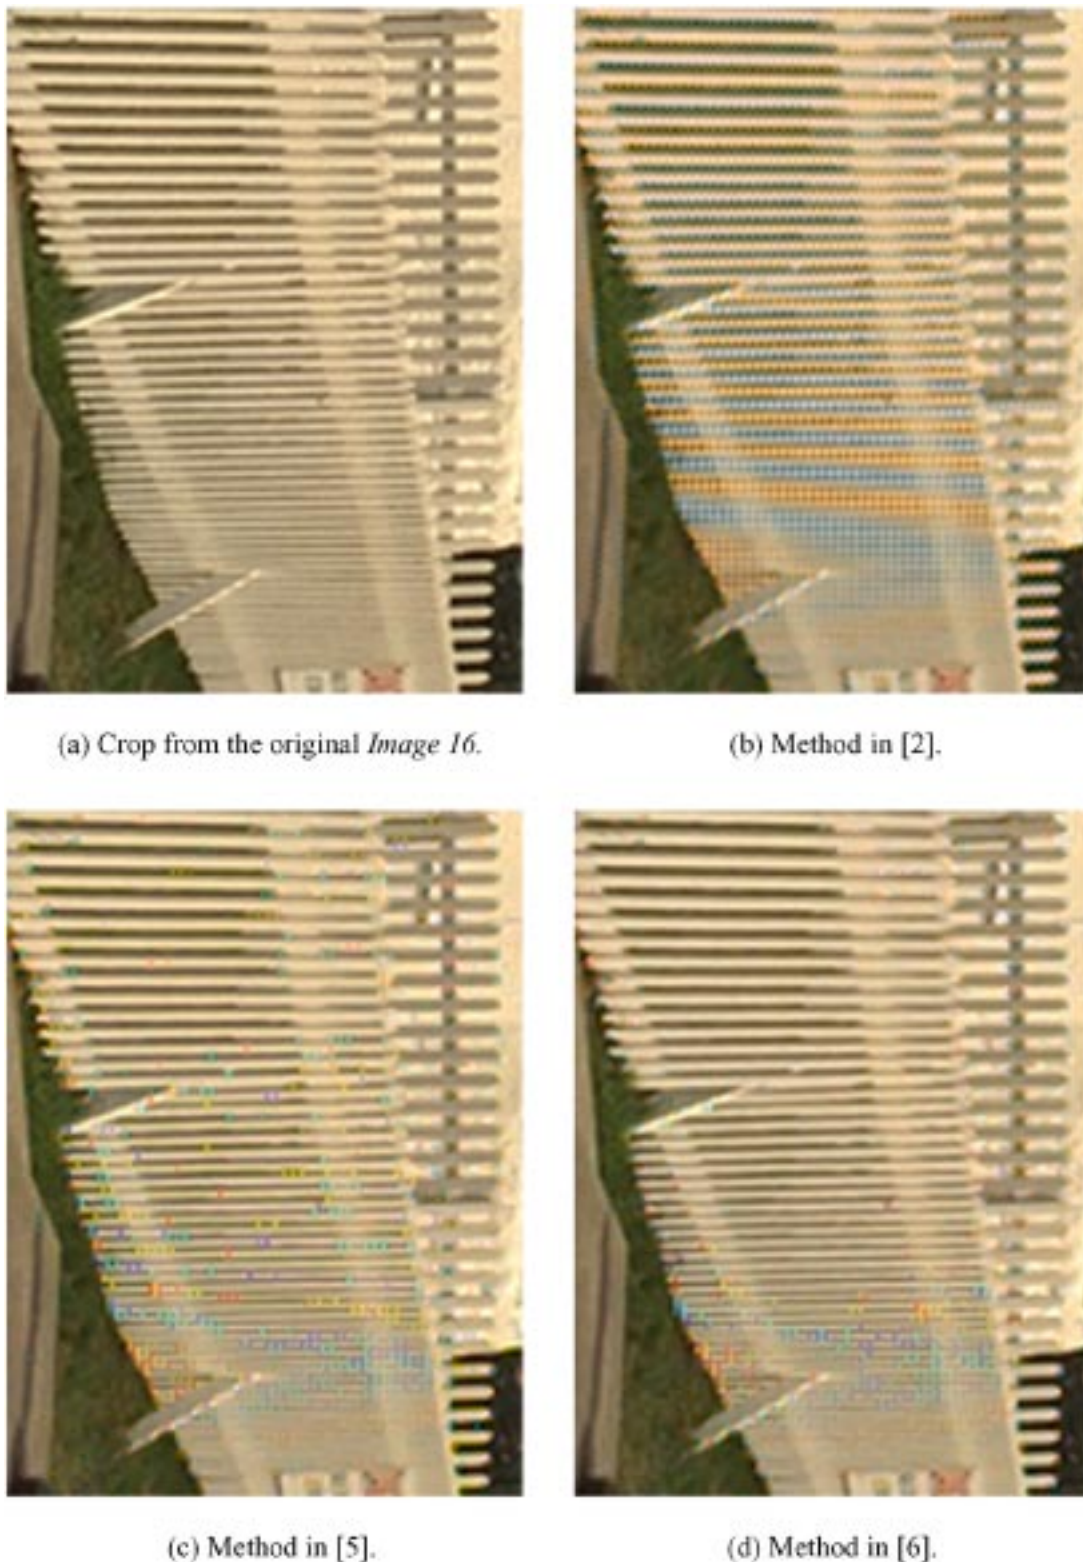 (a) Crop from the original Image 16.
(b) Method in [2].
(c) Method in [5].
(d) Method in [6].